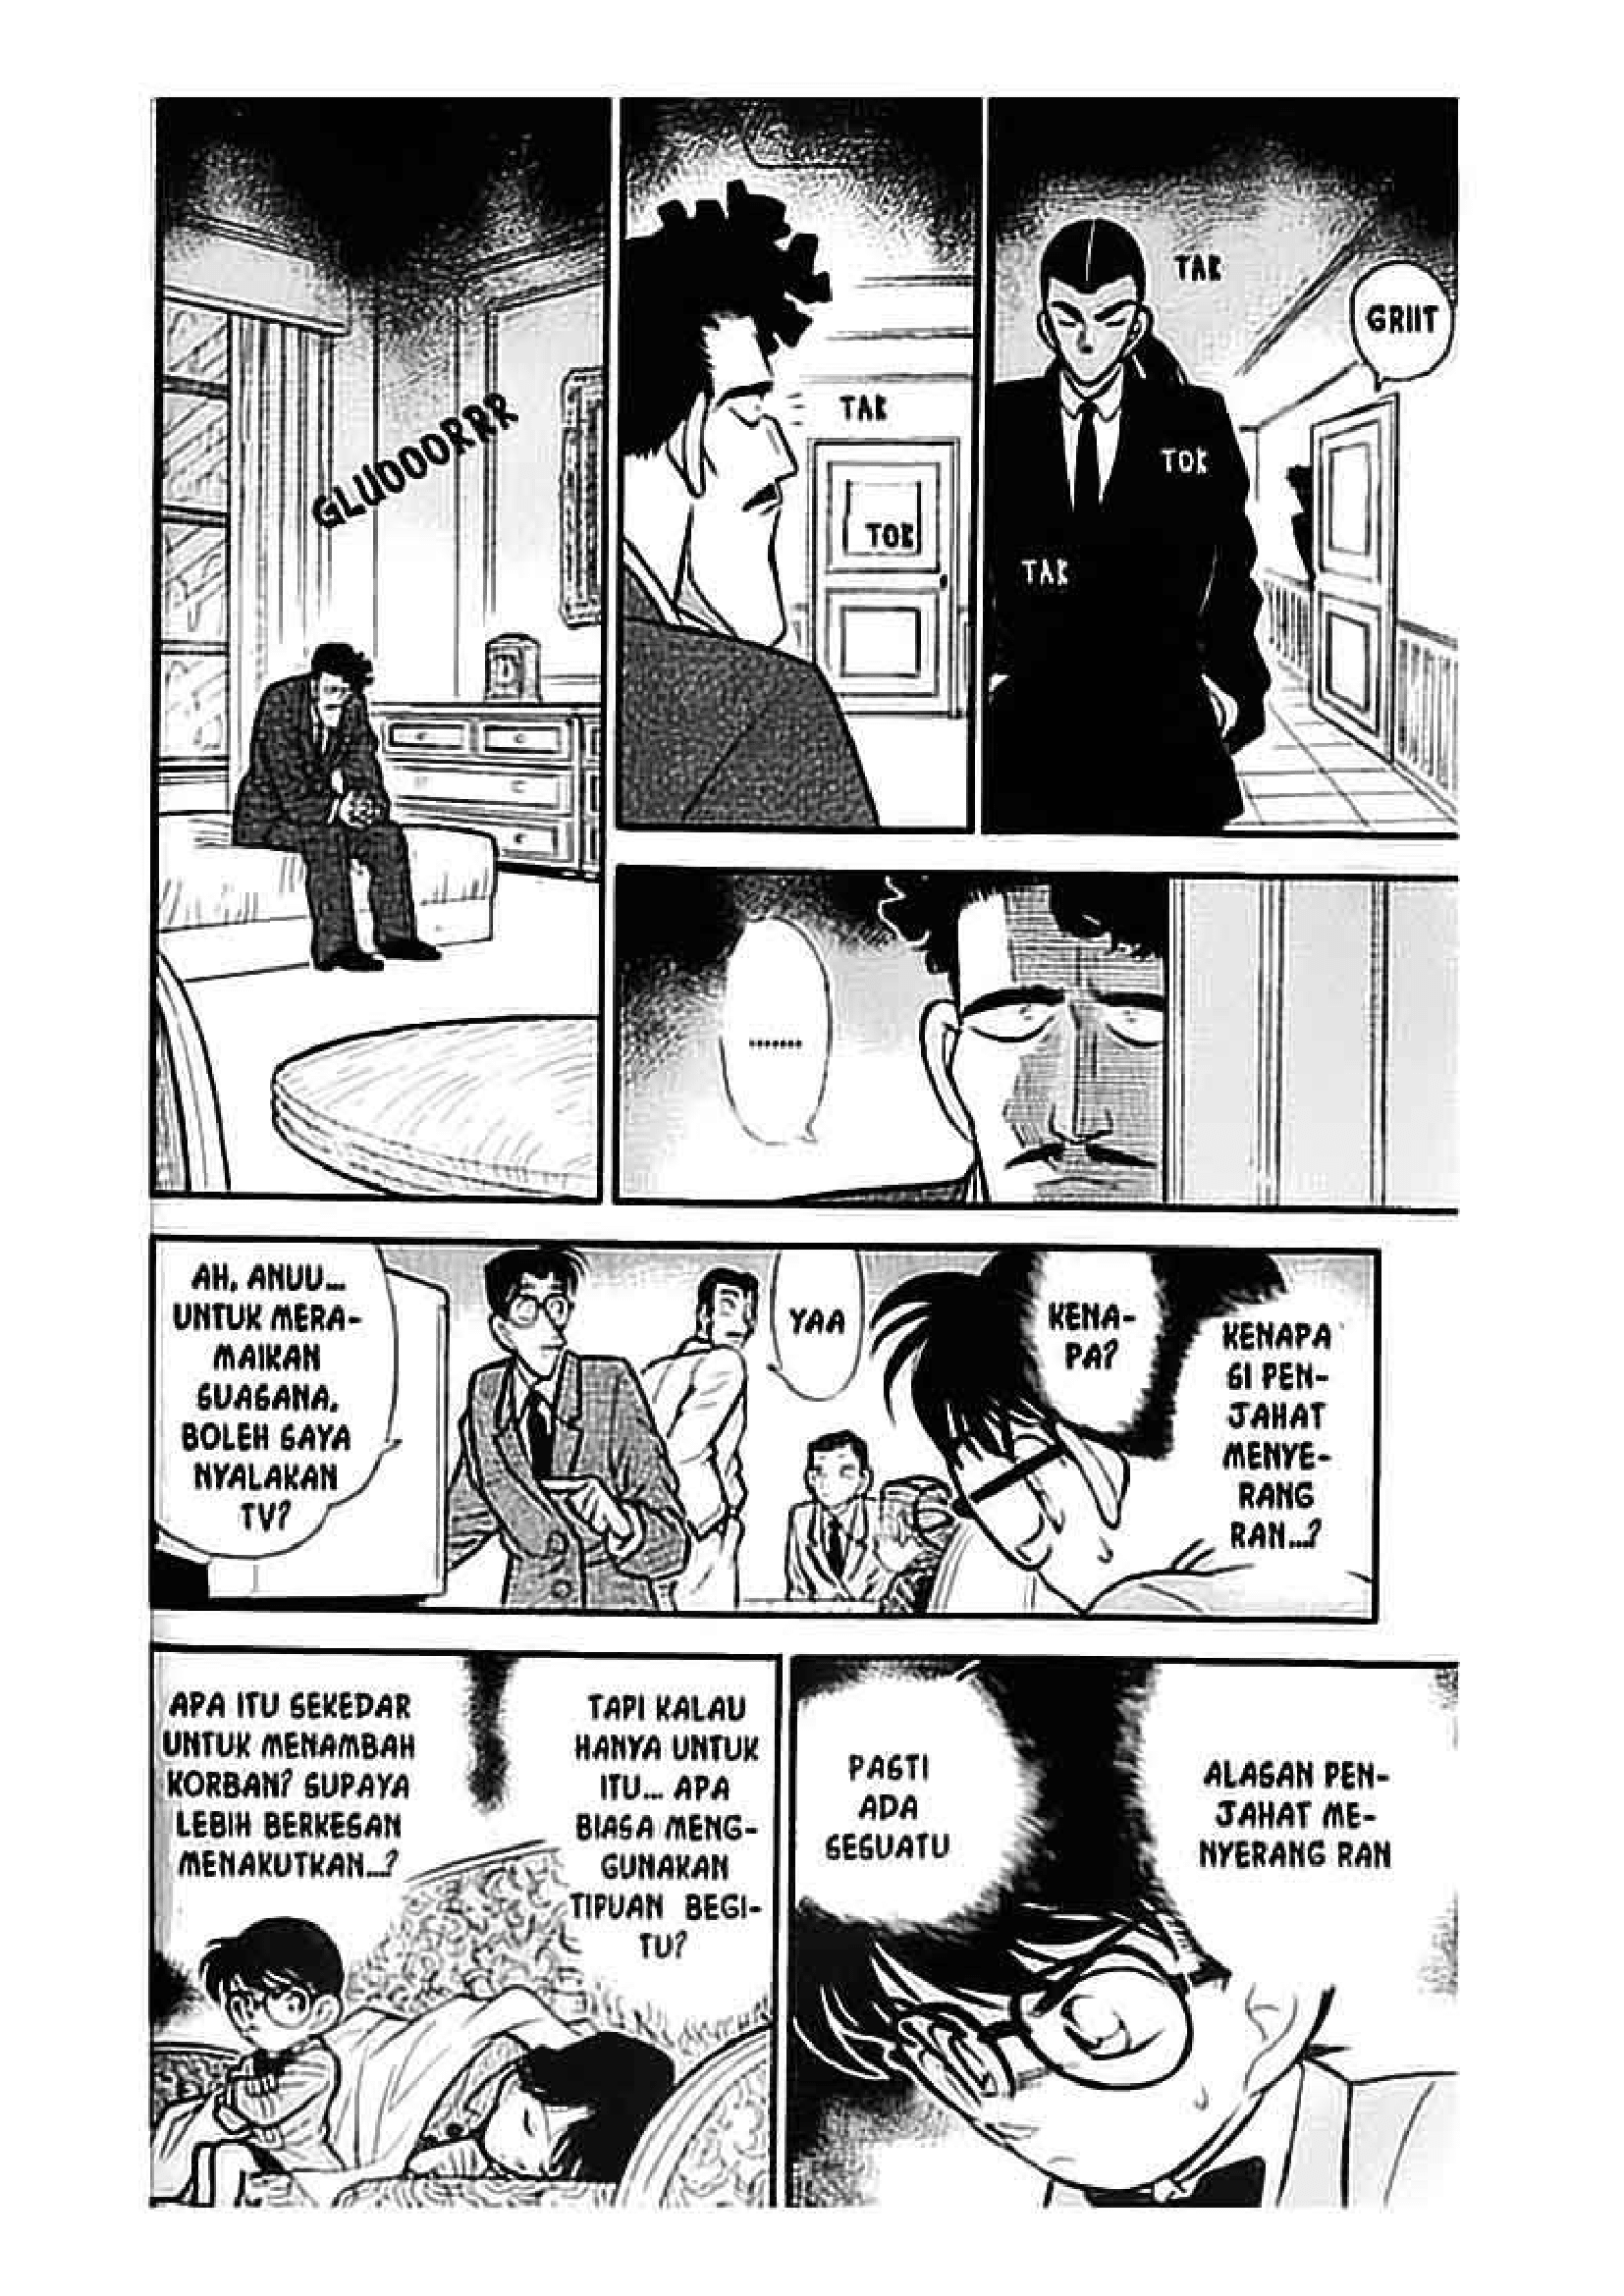 GLUOOORRR
TAK
TOK
TAK
TOK
TAK
GRIIT
.......
AH, ANUU...
UNTUK MERA-
MAIKAN
SUASANA,
BOLEH SAYA
NYALAKAN
TV?
YAA
KENA-
PA?
KENAPA
SI PEN-
JAHAT
MENYE-
RANG
RAN...?
APA ITU SEKEDAR
UNTUK MENAMBAH
KORBAN? SUPAYA
LEBIH BERKESAN
MENAKUTKAN...?
TAPI KALAU
HANYA UNTUK
ITU... APA
BIASA MENG-
GUNAKAN
TIPUAN BEGI-
TU?
PASTI
ADA
SESUATU
ALASAN PEN-
JAHAT ME-
NYERANG RAN